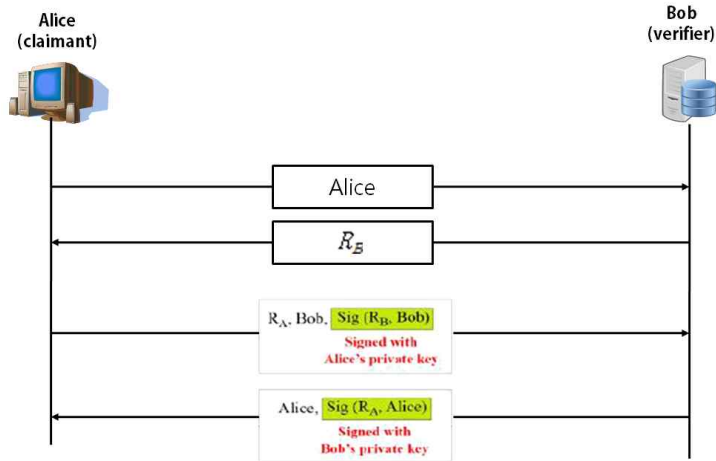 Alice
(claimant)
Bob
(verifier)
Alice
R_B
R_A, Bob, Sig (R_B, Bob)
Signed with
Alice's private key
Alice, Sig (R_A, Alice)
Signed with
Bob's private key